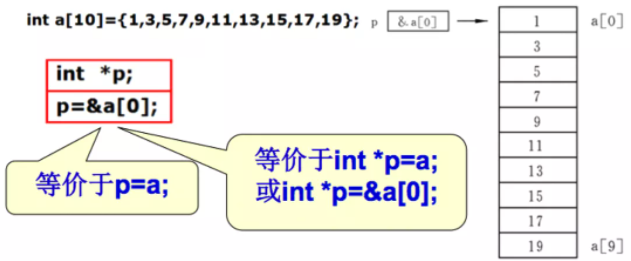 int a[10]={1,3,5,7,9,11,13,15,17,19};
p &a[0]
int *p;
p=&a[0];
等价于p=a;
等价于int *p=a;
或int *p=&a[0];
1 a[0]
3
5
7
9
11
13
15
17
19 a[9]